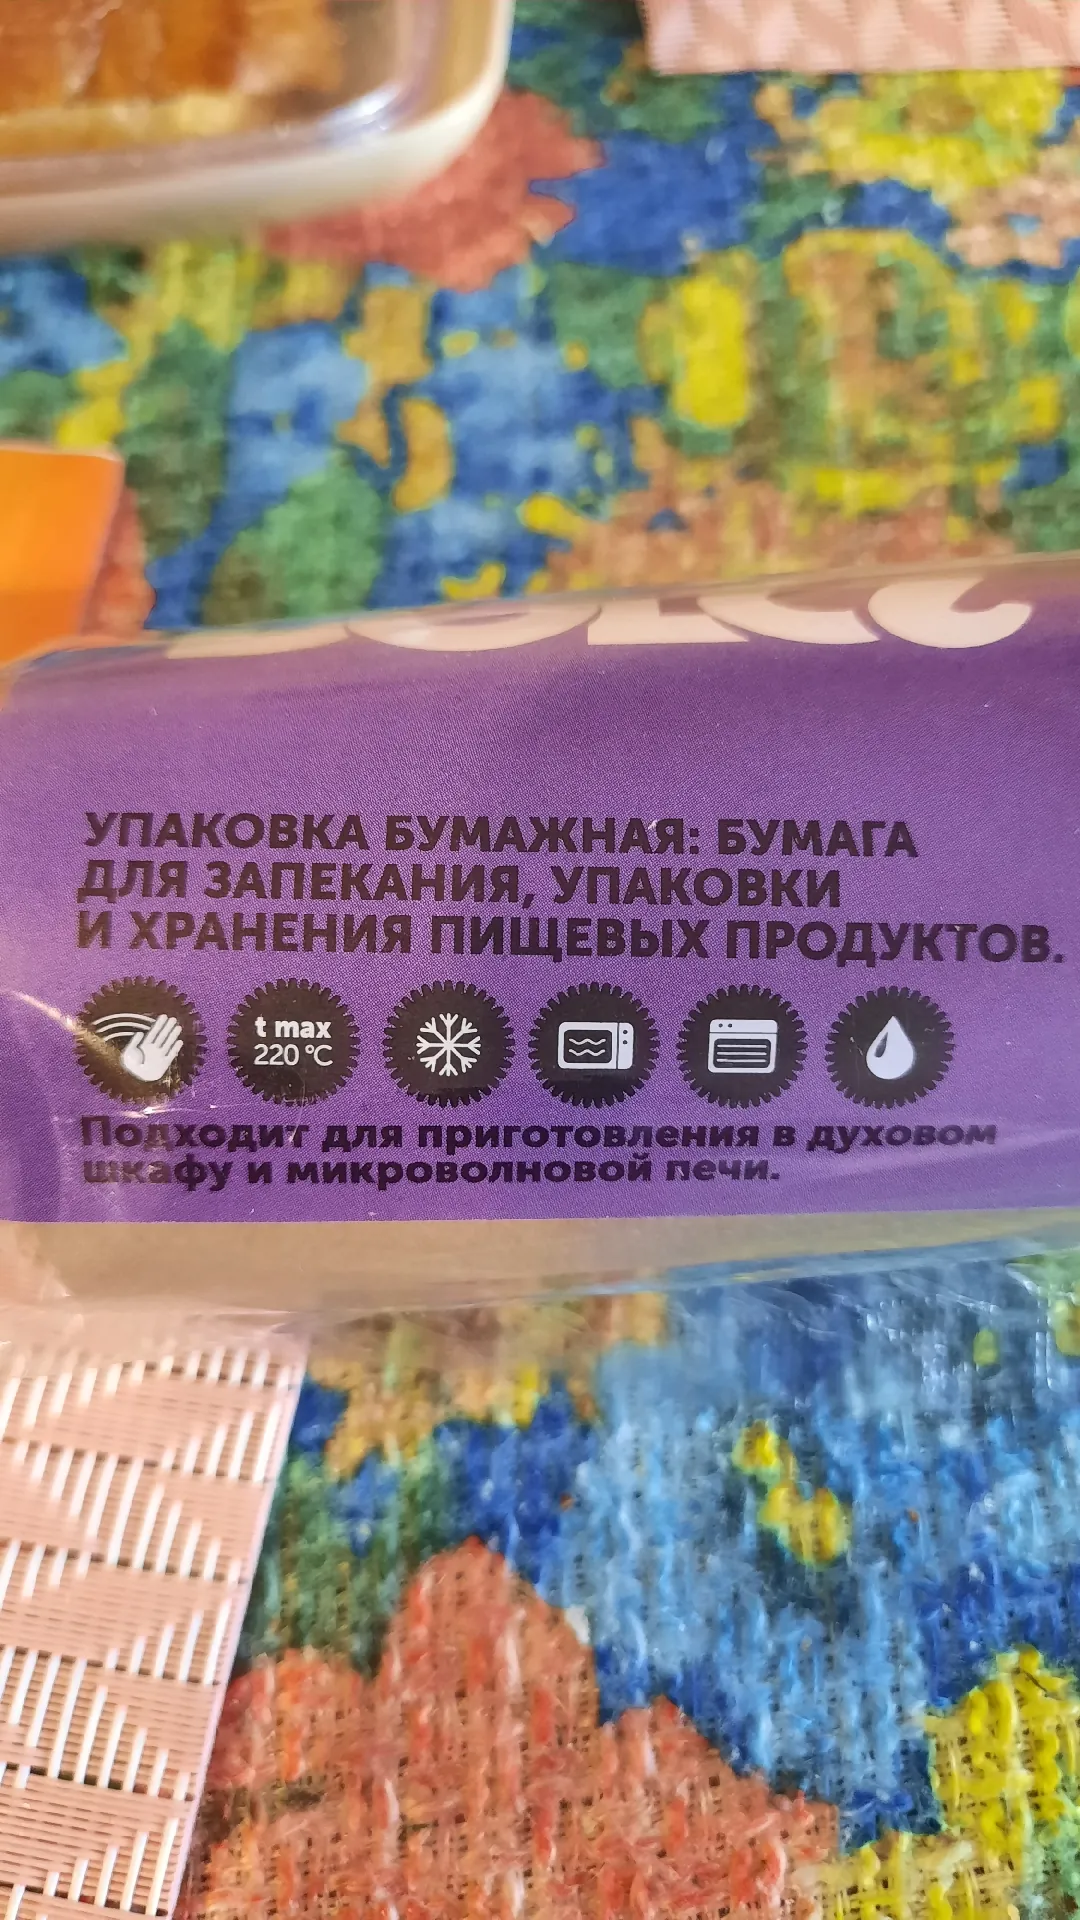 УПАКОВКА БУМАЖНАЯ: БУМАГА
ДЛЯ ЗАПЕКАНИЯ, УПАКОВКИ
И ХРАНЕНИЯ ПИЩЕВЫХ ПРОДУКТОВ.
t max
220 °C
Подходит для приготовления в духовом
шкафу и микроволновой печи.